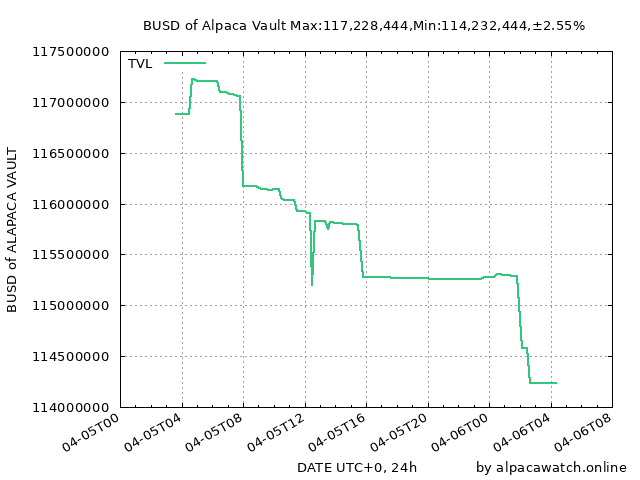 BUSD of Alpaca Vault Max:117,228,444,Min:114,232,444,±2.55%
117500000
TVL
117000000
116500000
116000000
115500000
115000000
114500000
114000000
BUSD of ALAPACA VAULT
04-05T00
04-05T04
04-05T08
04-05T12
04-05T16
04-05T20
04-06T00
04-06T04
04-06T08
DATE UTC+0, 24h
by alpacawatch.online